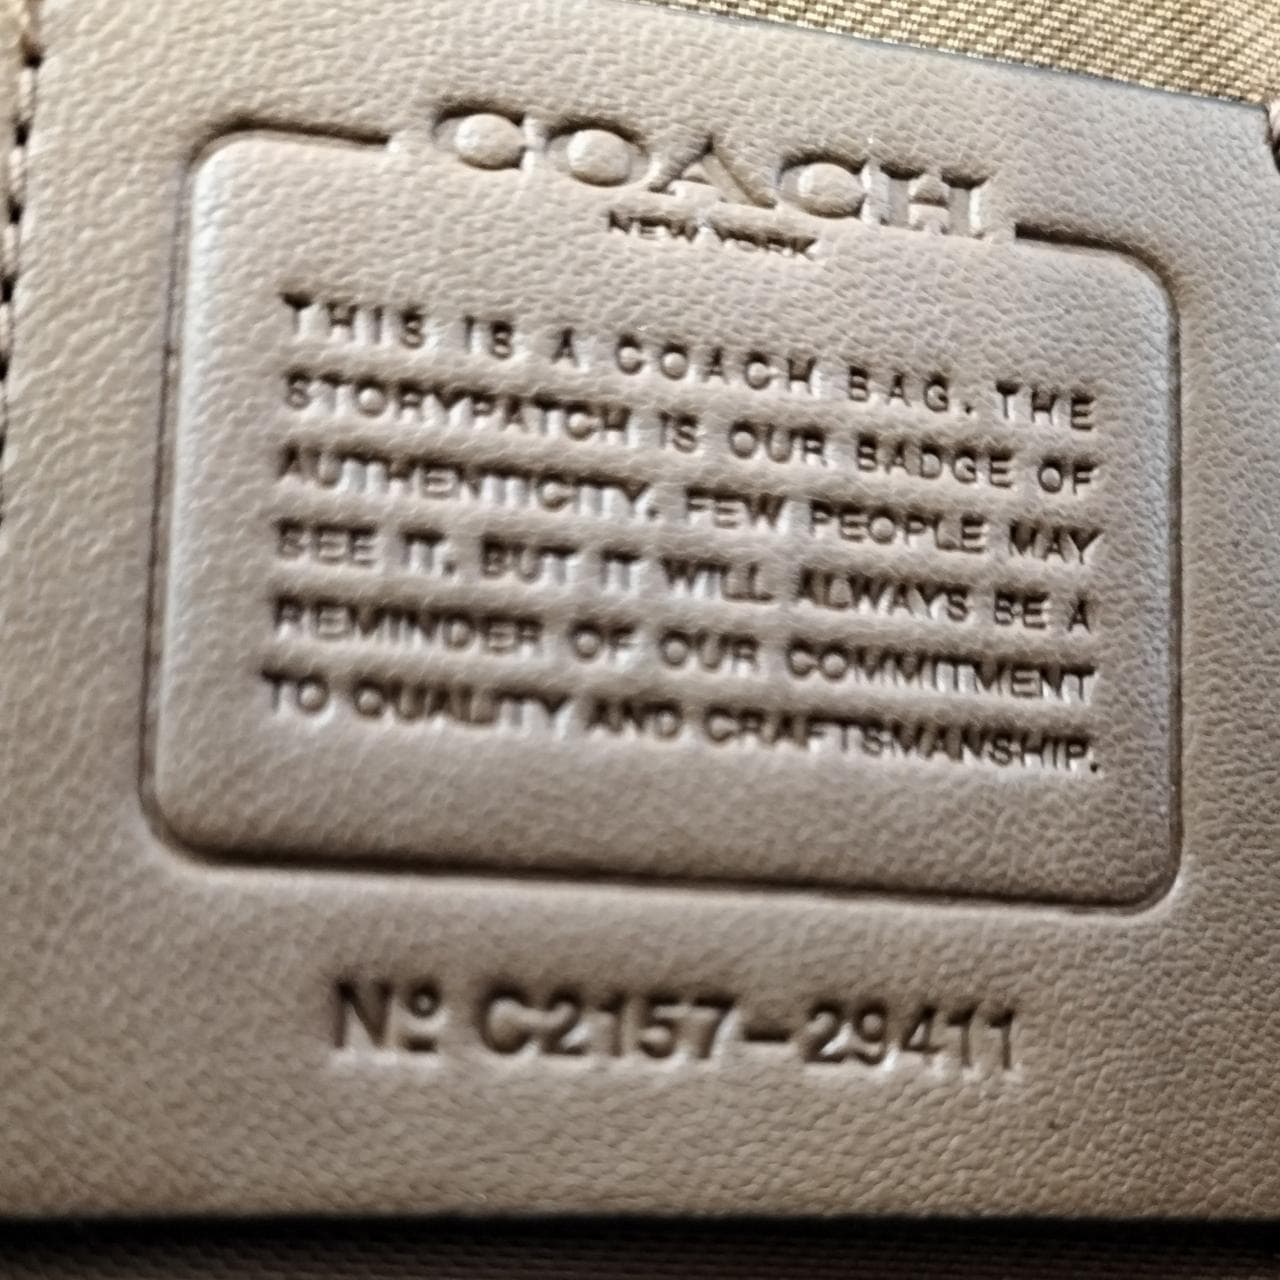 COACH
NEW YORK
THIS IS A COACH BAG. THE
STORYPATCH IS OUR BADGE OF
AUTHENTICITY. FEW PEOPLE MAY
SEE IT, BUT IT WILL ALWAYS BE A
REMINDER OF OUR COMMITMENT
TO QUALITY AND CRAFTSMANSHIP.
Nº C2157-29411